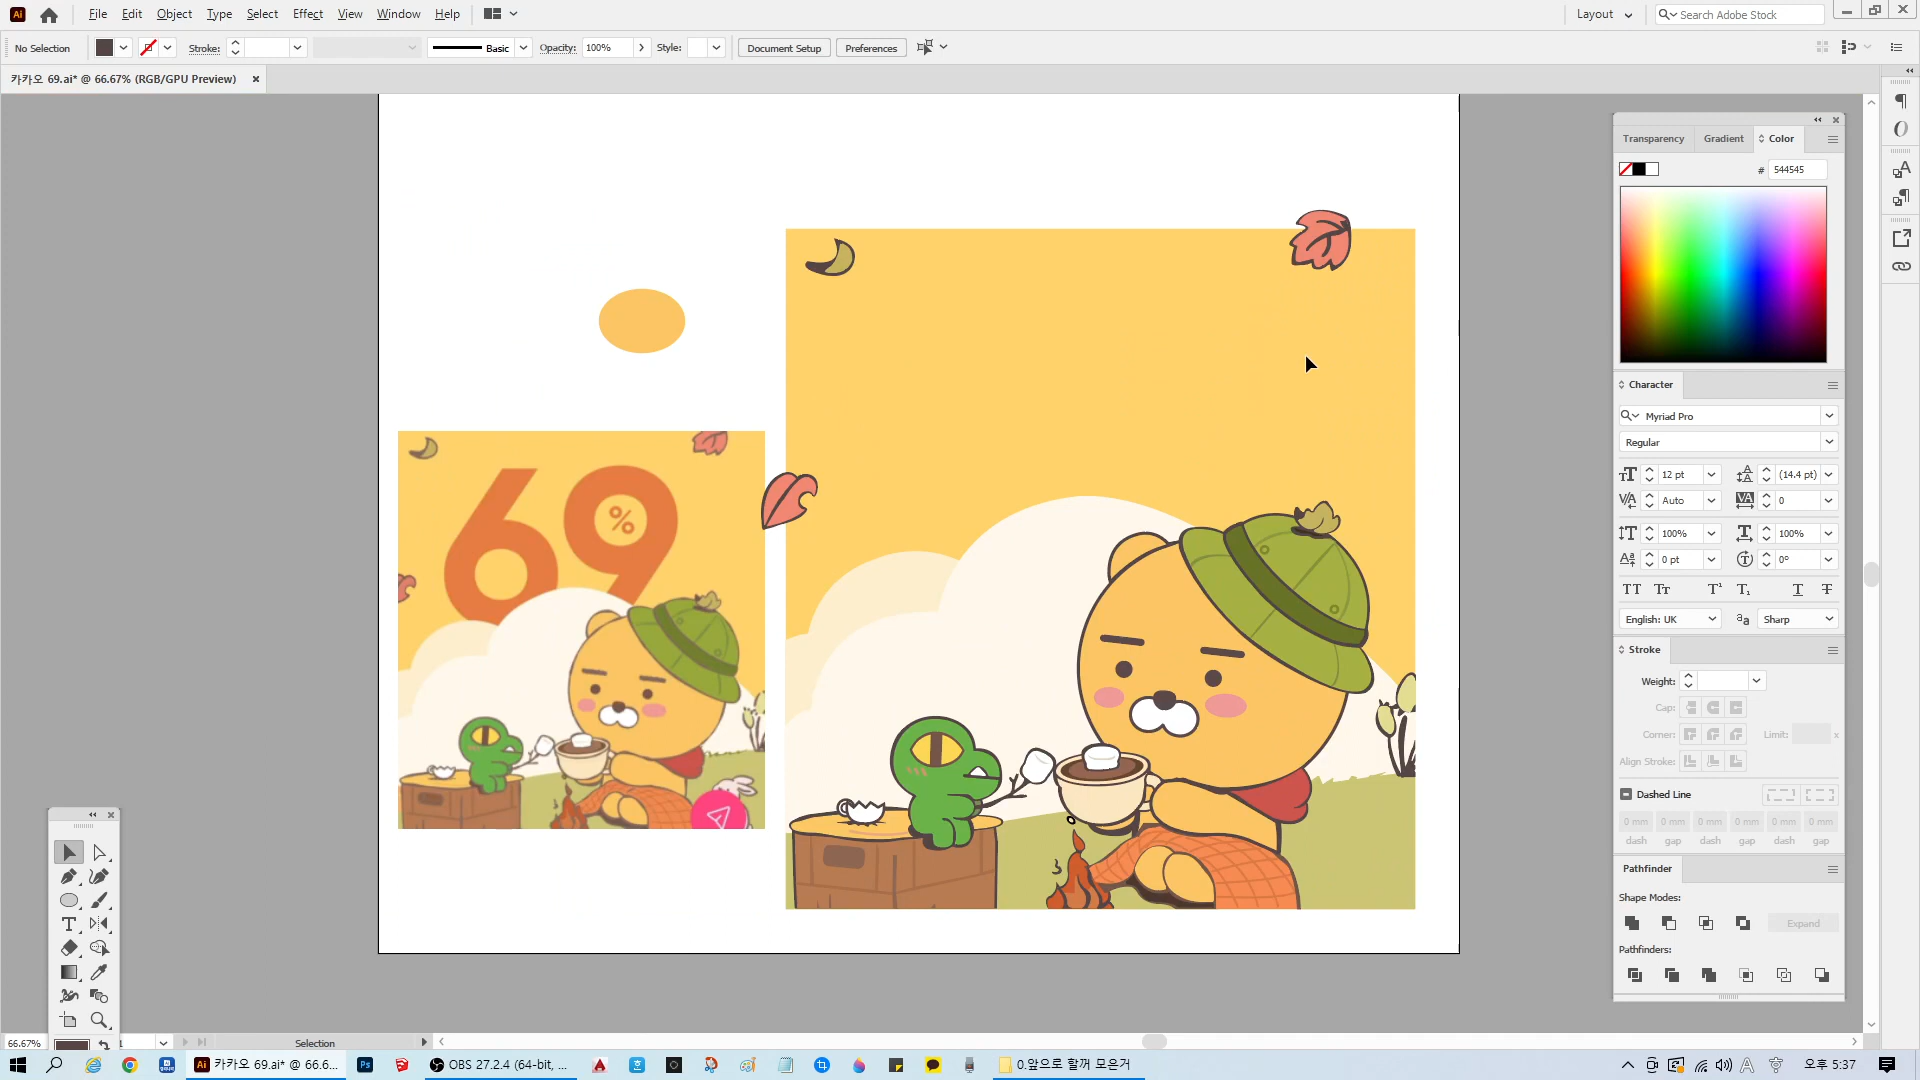 Ai File Edit Object Type Select Effect View Window Help Layout Search Adobe Stock
No Selection Stroke: Basic Opacity: 100% Style: Document Setup Preferences
카카오 69.ai* @ 66.67% (RGB/GPU Preview)
Transparency Gradient Color
# 544545
Character
Myriad Pro
Regular
12 pt (14.4 pt)
Auto 0
100% 100%
0 pt 0°
English: UK Sharp
Stroke
Weight:
Cap:
Corner: Limit: x
Align Stroke:
Dashed Line
0 mm 0 mm 0 mm 0 mm 0 mm 0 mm
dash gap dash gap dash gap
Pathfinder
Shape Modes:
Expand
Pathfinders:
69
%
66.67% 1 Selection
Ai 카카오 69.ai* @ 66.6... Ps OBS 27.2.4 (64-bit, ... 0.앞으로 할꺼 모은거 A 오후 5:37